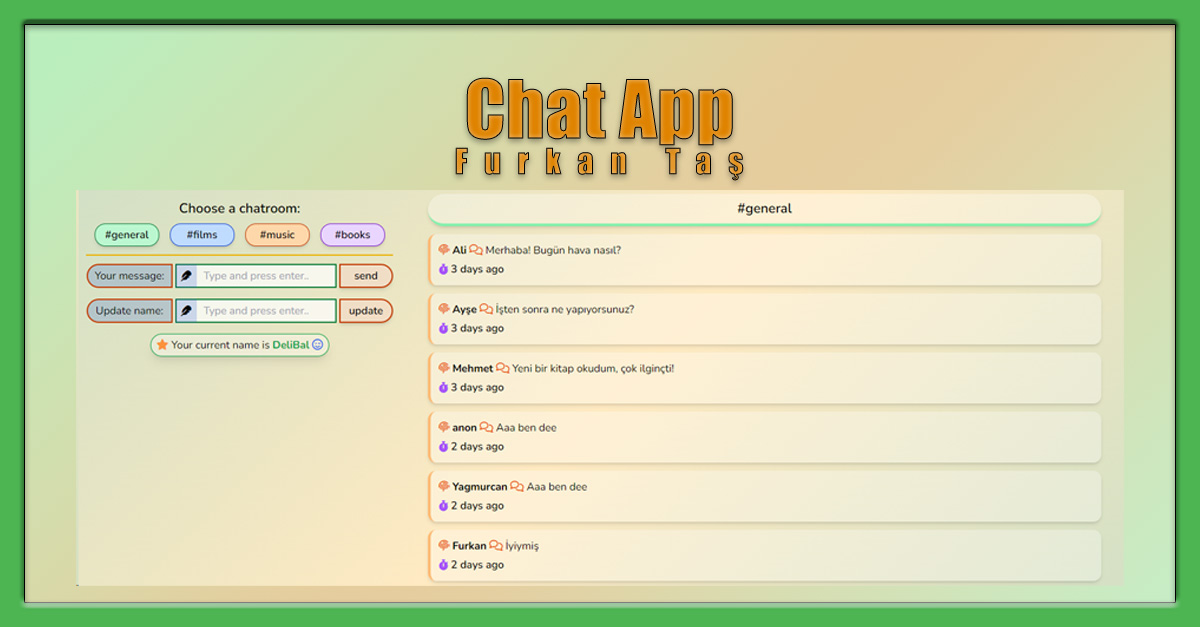 Chat App
Furkan Taş
Choose a chatroom:
#general #films #music #books
Your message: Type and press enter.. send
Update name: Type and press enter.. update
Your current name is DeliBal
#general
Ali Merhaba! Bugün hava nasıl?
3 days ago
Ayşe İşten sonra ne yapıyorsunuz?
3 days ago
Mehmet Yeni bir kitap okudum, çok ilginçti!
3 days ago
anon Aaa ben dee
2 days ago
Yagmurcan Aaa ben dee
2 days ago
Furkan İyiymiş
2 days ago